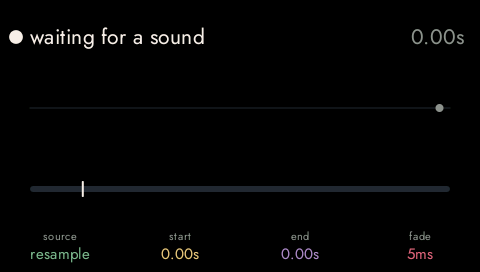 waiting for a sound 0.00s
source start end fade
resample 0.00s 0.00s 5ms